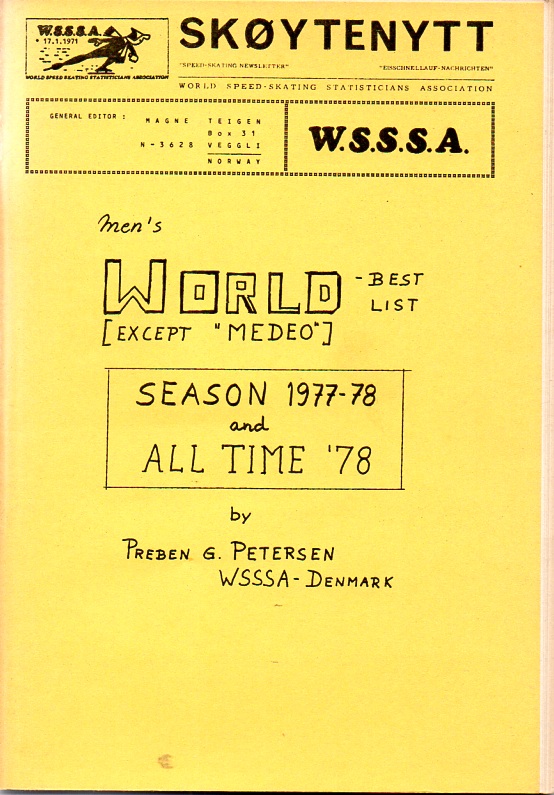 W.S.S.S.A.
• 17.1.1971
WORLD SPEED SKATING STATISTICIANS ASSOCIATION
SKØYTENYTT
"SPEED-SKATING NEWSLETTER" "EISSCHNELLAUF-NACHRICHTEN"
WORLD SPEED-SKATING STATISTICIANS ASSOCIATION
GENERAL EDITOR :
MAGNE TEIGEN
Box 31
N-3628 VEGGLI
NORWAY
W.S.S.S.A.
Men's
WORLD -BEST
LIST
[EXCEPT "MEDEO"]
SEASON 1977-78
and
ALL TIME '78
by
PREBEN G. PETERSEN
WSSSA-DENMARK